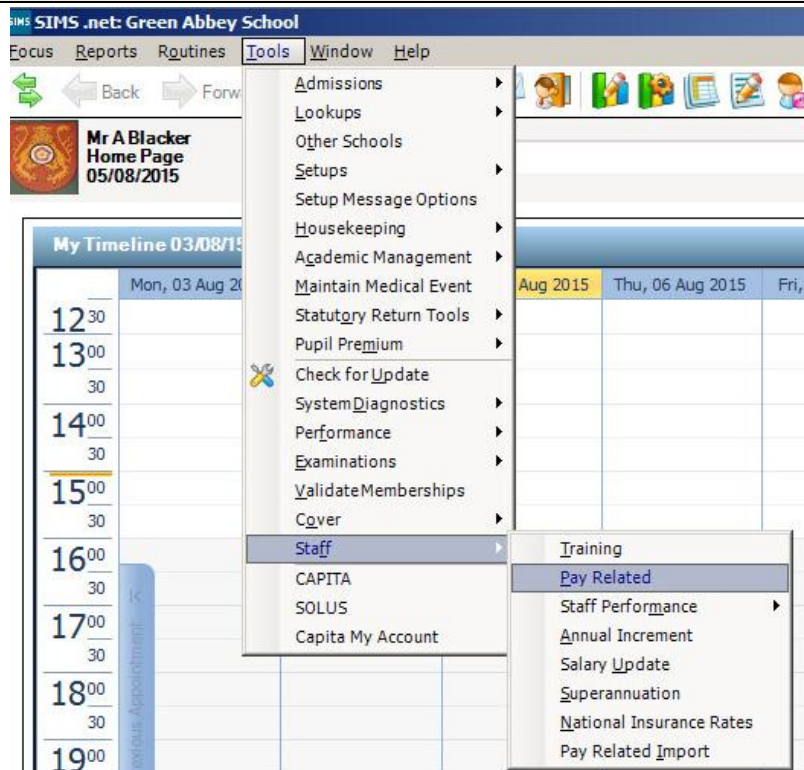 SIMS SIMS .net: Green Abbey School
Focus Reports Routines Tools Window Help
Back Forw
Mr A Blacker
Home Page
05/08/2015
My Timeline 03/08/15
Mon, 03 Aug 20 Aug 2015 Thu, 06 Aug 2015 Fri,
12 30
13 00
30
14 00
30
15 00
30
16 00
30
17 00
30
18 00
30
19 00
Previous Appointment
Admissions
Lookups
Other Schools
Setups
Setup Message Options
Housekeeping
Academic Management
Maintain Medical Event
Statutory Return Tools
Pupil Premium
Check for Update
System Diagnostics
Performance
Examinations
Validate Memberships
Cover
Staff
CAPITA
SOLUS
Capita My Account
Training
Pay Related
Staff Performance
Annual Increment
Salary Update
Superannuation
National Insurance Rates
Pay Related Import